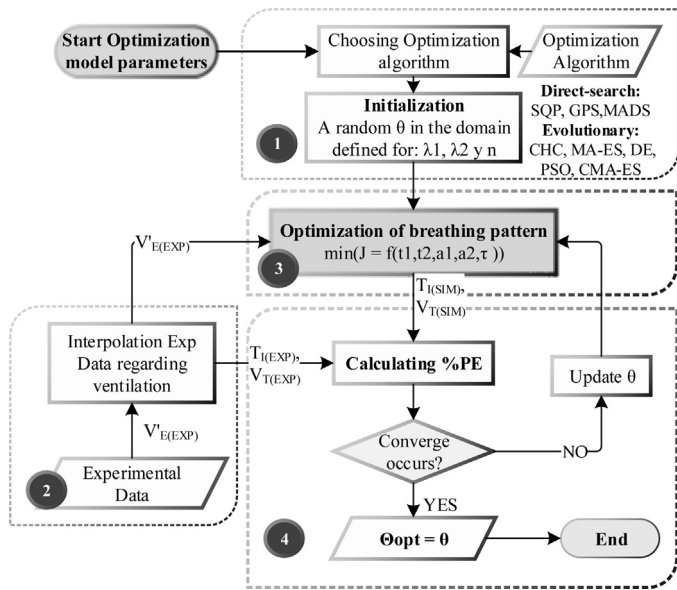 Start Optimization
model parameters
Choosing Optimization
algorithm
Optimization
Algorithm
Direct-search:
SQP, GPS,MADS
Evolutionary:
CHC, MA-ES, DE,
PSO, CMA-ES
Initialization
A random θ in the domain
defined for: λ1, λ2 y n
1
V'E(EXP)
Optimization of breathing pattern
min(J = f(t1,t2,a1,a2,τ ))
3
TI(SIM),
VT(SIM)
Interpolation Exp
Data regarding
ventilation
TI(EXP),
VT(EXP)
Calculating %PE
Update θ
V'E(EXP)
2
Experimental
Data
Converge
occurs?
NO
YES
4
Θopt = θ
End